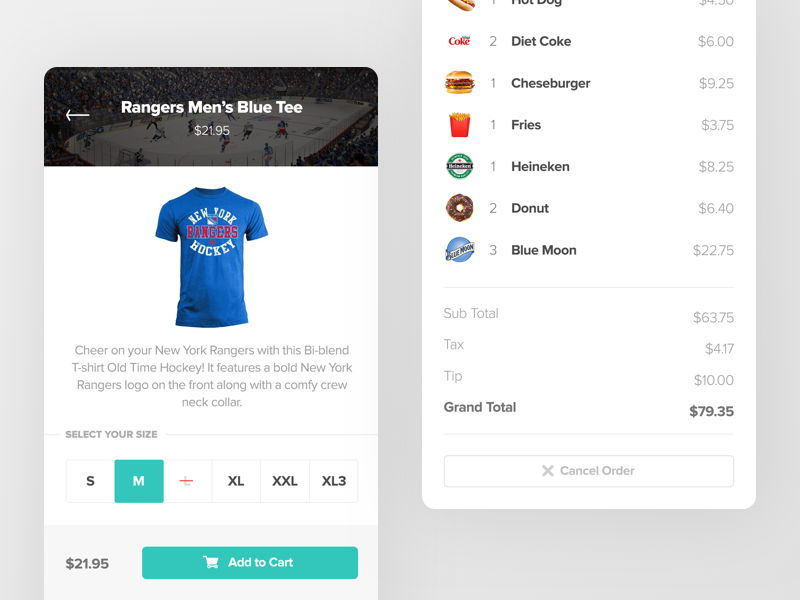 Rangers Men’s Blue Tee
$21.95
NEW YORK
RANGERS
HOCKEY
Cheer on your New York Rangers with this Bi-blend
T-shirt Old Time Hockey! It features a bold New York
Rangers logo on the front along with a comfy crew
neck collar.
SELECT YOUR SIZE
S M L XL XXL XL3
$21.95 Add to Cart
1 Hot Dog $4.50
Coke 2 Diet Coke $6.00
1 Cheseburger $9.25
1 Fries $3.75
Heineken 1 Heineken $8.25
2 Donut $6.40
BLUE MOON 3 Blue Moon $22.75
Sub Total $63.75
Tax $4.17
Tip $10.00
Grand Total $79.35
Cancel Order